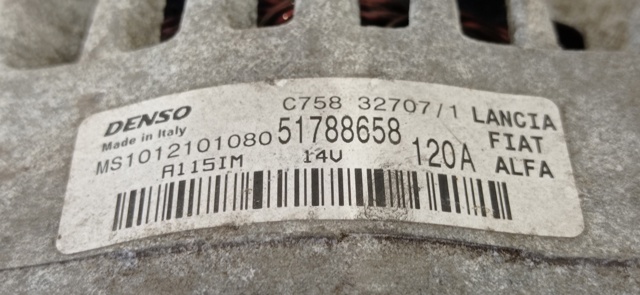 DENSO
Made in Italy
C758 32707/1
MS1012101080 51788658
A115IM 14V 120A
LANCIA
FIAT
ALFA